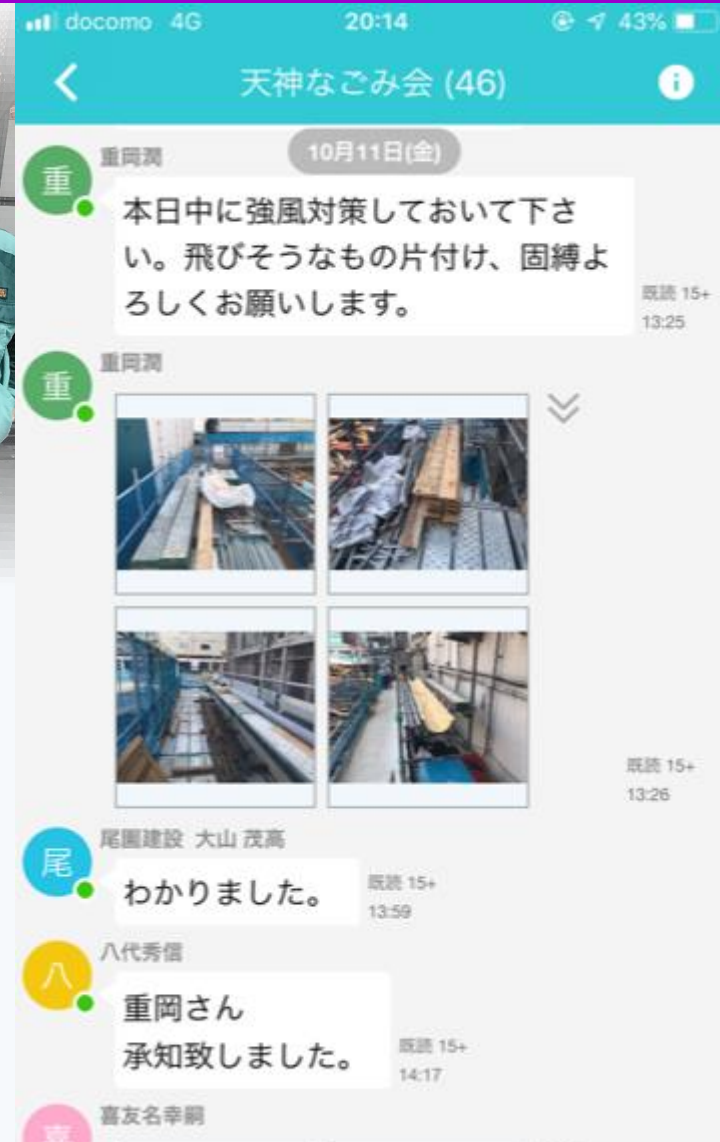 docomo 4G 20:14 43%
天神なごみ会 (46)
10月11日(金)
重
重岡潤
本日中に強風対策しておいて下さ
い。飛びそうなもの片付け、固縛よ
ろしくお願いします。
既読 15+
13:25
重
重岡潤
既読 15+
13:26
尾
尾園建設 大山 茂高
わかりました。
既読 15+
13:59
八
八代秀信
重岡さん
承知致しました。
既読 15+
14:17
喜
喜友名幸嗣